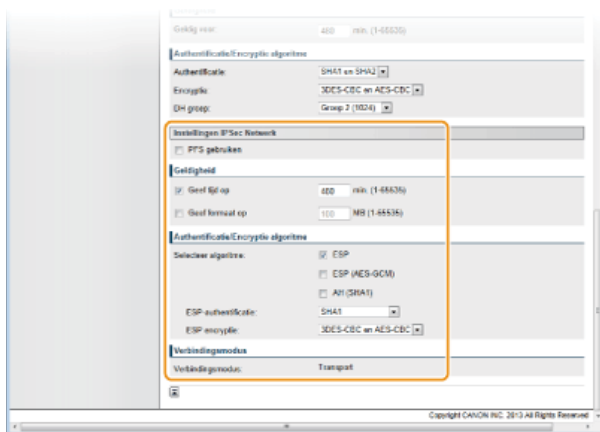 Geldig voor: 480 min. (1-65535)
Authentificatie/Encryptie algoritme
Authentificatie: SHA1 en SHA2
Encryptie: 3DES-CBC en AES-CBC
DH groep: Groep 2 (1024)
Instellingen IPSec Netwerk
PFS gebruiken
Geldigheid
Geef tijd op 480 min. (1-65535)
Geef formaat op 100 MB (1-65535)
Authentificatie/Encryptie algoritme
Selecteer algoritme: ESP
ESP (AES-GCM)
AH (SHA1)
ESP-authentificatie: SHA1
ESP encryptie: 3DES-CBC en AES-CBC
Verbindingsmodus
Verbindingsmodus: Transport
Copyright CANON INC. 2013 All Rights Reserved